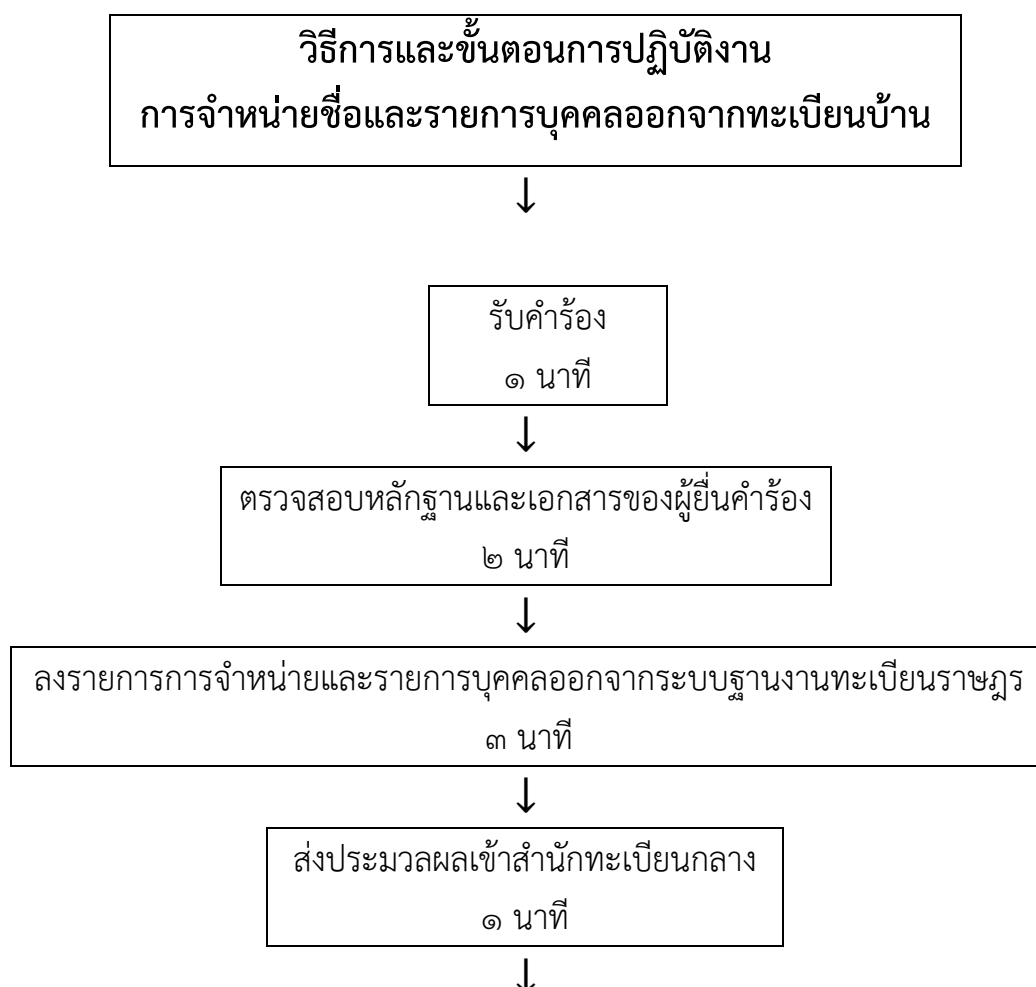 วิธีการและขั้นตอนการปฏิบัติงาน
การจำหน่ายชื่อและรายการบุคคลออกจากทะเบียนบ้าน
↓
รับคำร้อง
๑ นาที
↓
ตรวจสอบหลักฐานและเอกสารของผู้ยื่นคำร้อง
๒ นาที
↓
ลงรายการการจำหน่ายและรายการบุคคลออกจากระบบฐานงานทะเบียนราษฎร
๓ นาที
↓
ส่งประมวลผลเข้าสำนักทะเบียนกลาง
๑ นาที
↓